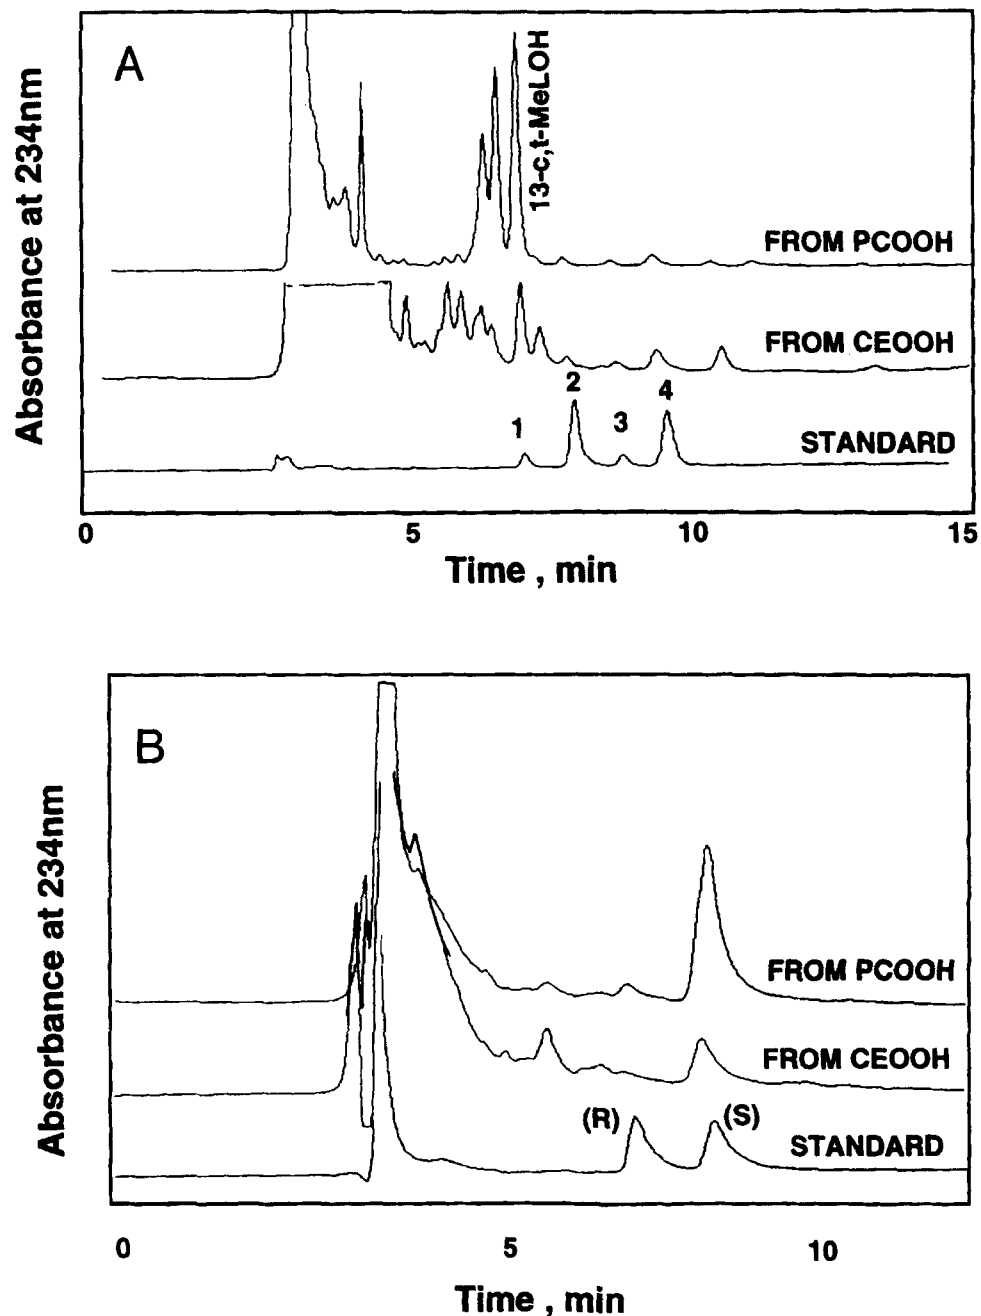 A
Absorbance at 234nm
13-c,t-MeLOH
FROM PCOOH
FROM CEOOH
1
2
3
4
STANDARD
0 5 10 15
Time , min
B
Absorbance at 234nm
FROM PCOOH
FROM CEOOH
(R) (S)
STANDARD
0 5 10
Time , min